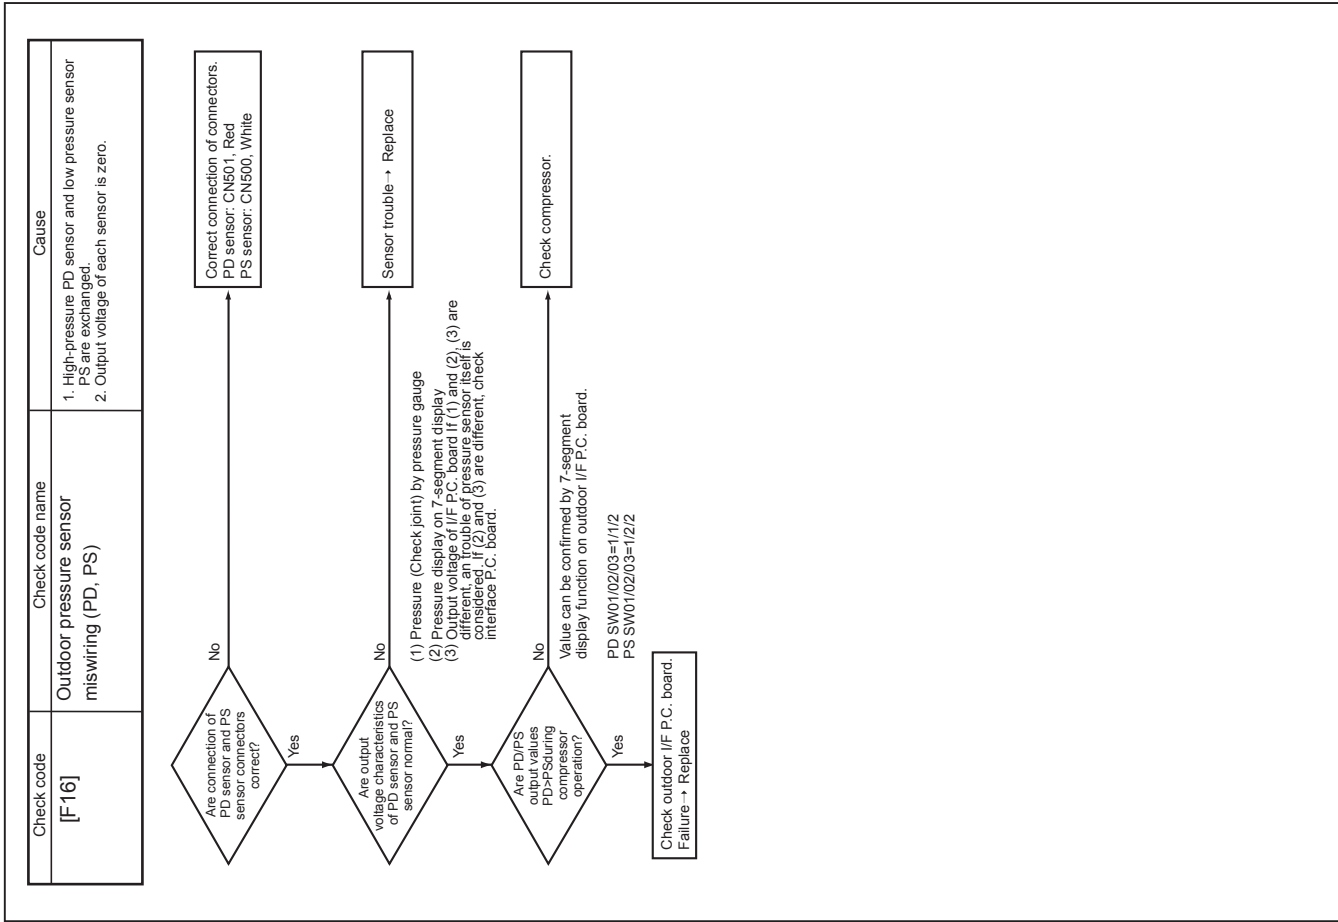 Check code
Check code name
Cause
[F16]
Outdoor pressure sensor
miswiring (PD, PS)
1. High-pressure PD sensor and low pressure sensor
PS are exchanged.
2. Output voltage of each sensor is zero.
Are connection of
PD sensor and PS
sensor connectors
correct?
No
Correct connection of connectors.
PD sensor: CN501, Red
PS sensor: CN500, White
Yes
Are output
voltage characteristics
of PD sensor and PS
sensor normal?
No
Sensor trouble→ Replace
(1) Pressure (Check joint) by pressure gauge
(2) Pressure display on 7-segment display
(3) Output voltage of I/F P.C. board If (1) and (2), (3) are
different, an trouble of pressure sensor itself is
considered. If (2) and (3) are different, check
interface P.C. board.
Yes
Are PD/PS
output values
PD>PSduring
compressor
operation?
No
Check compressor.
Value can be confirmed by 7-segment
display function on outdoor I/F P.C. board.
PD SW01/02/03=1/1/2
PS SW01/02/03=1/2/2
Yes
Check outdoor I/F P.C. board.
Failure→ Replace